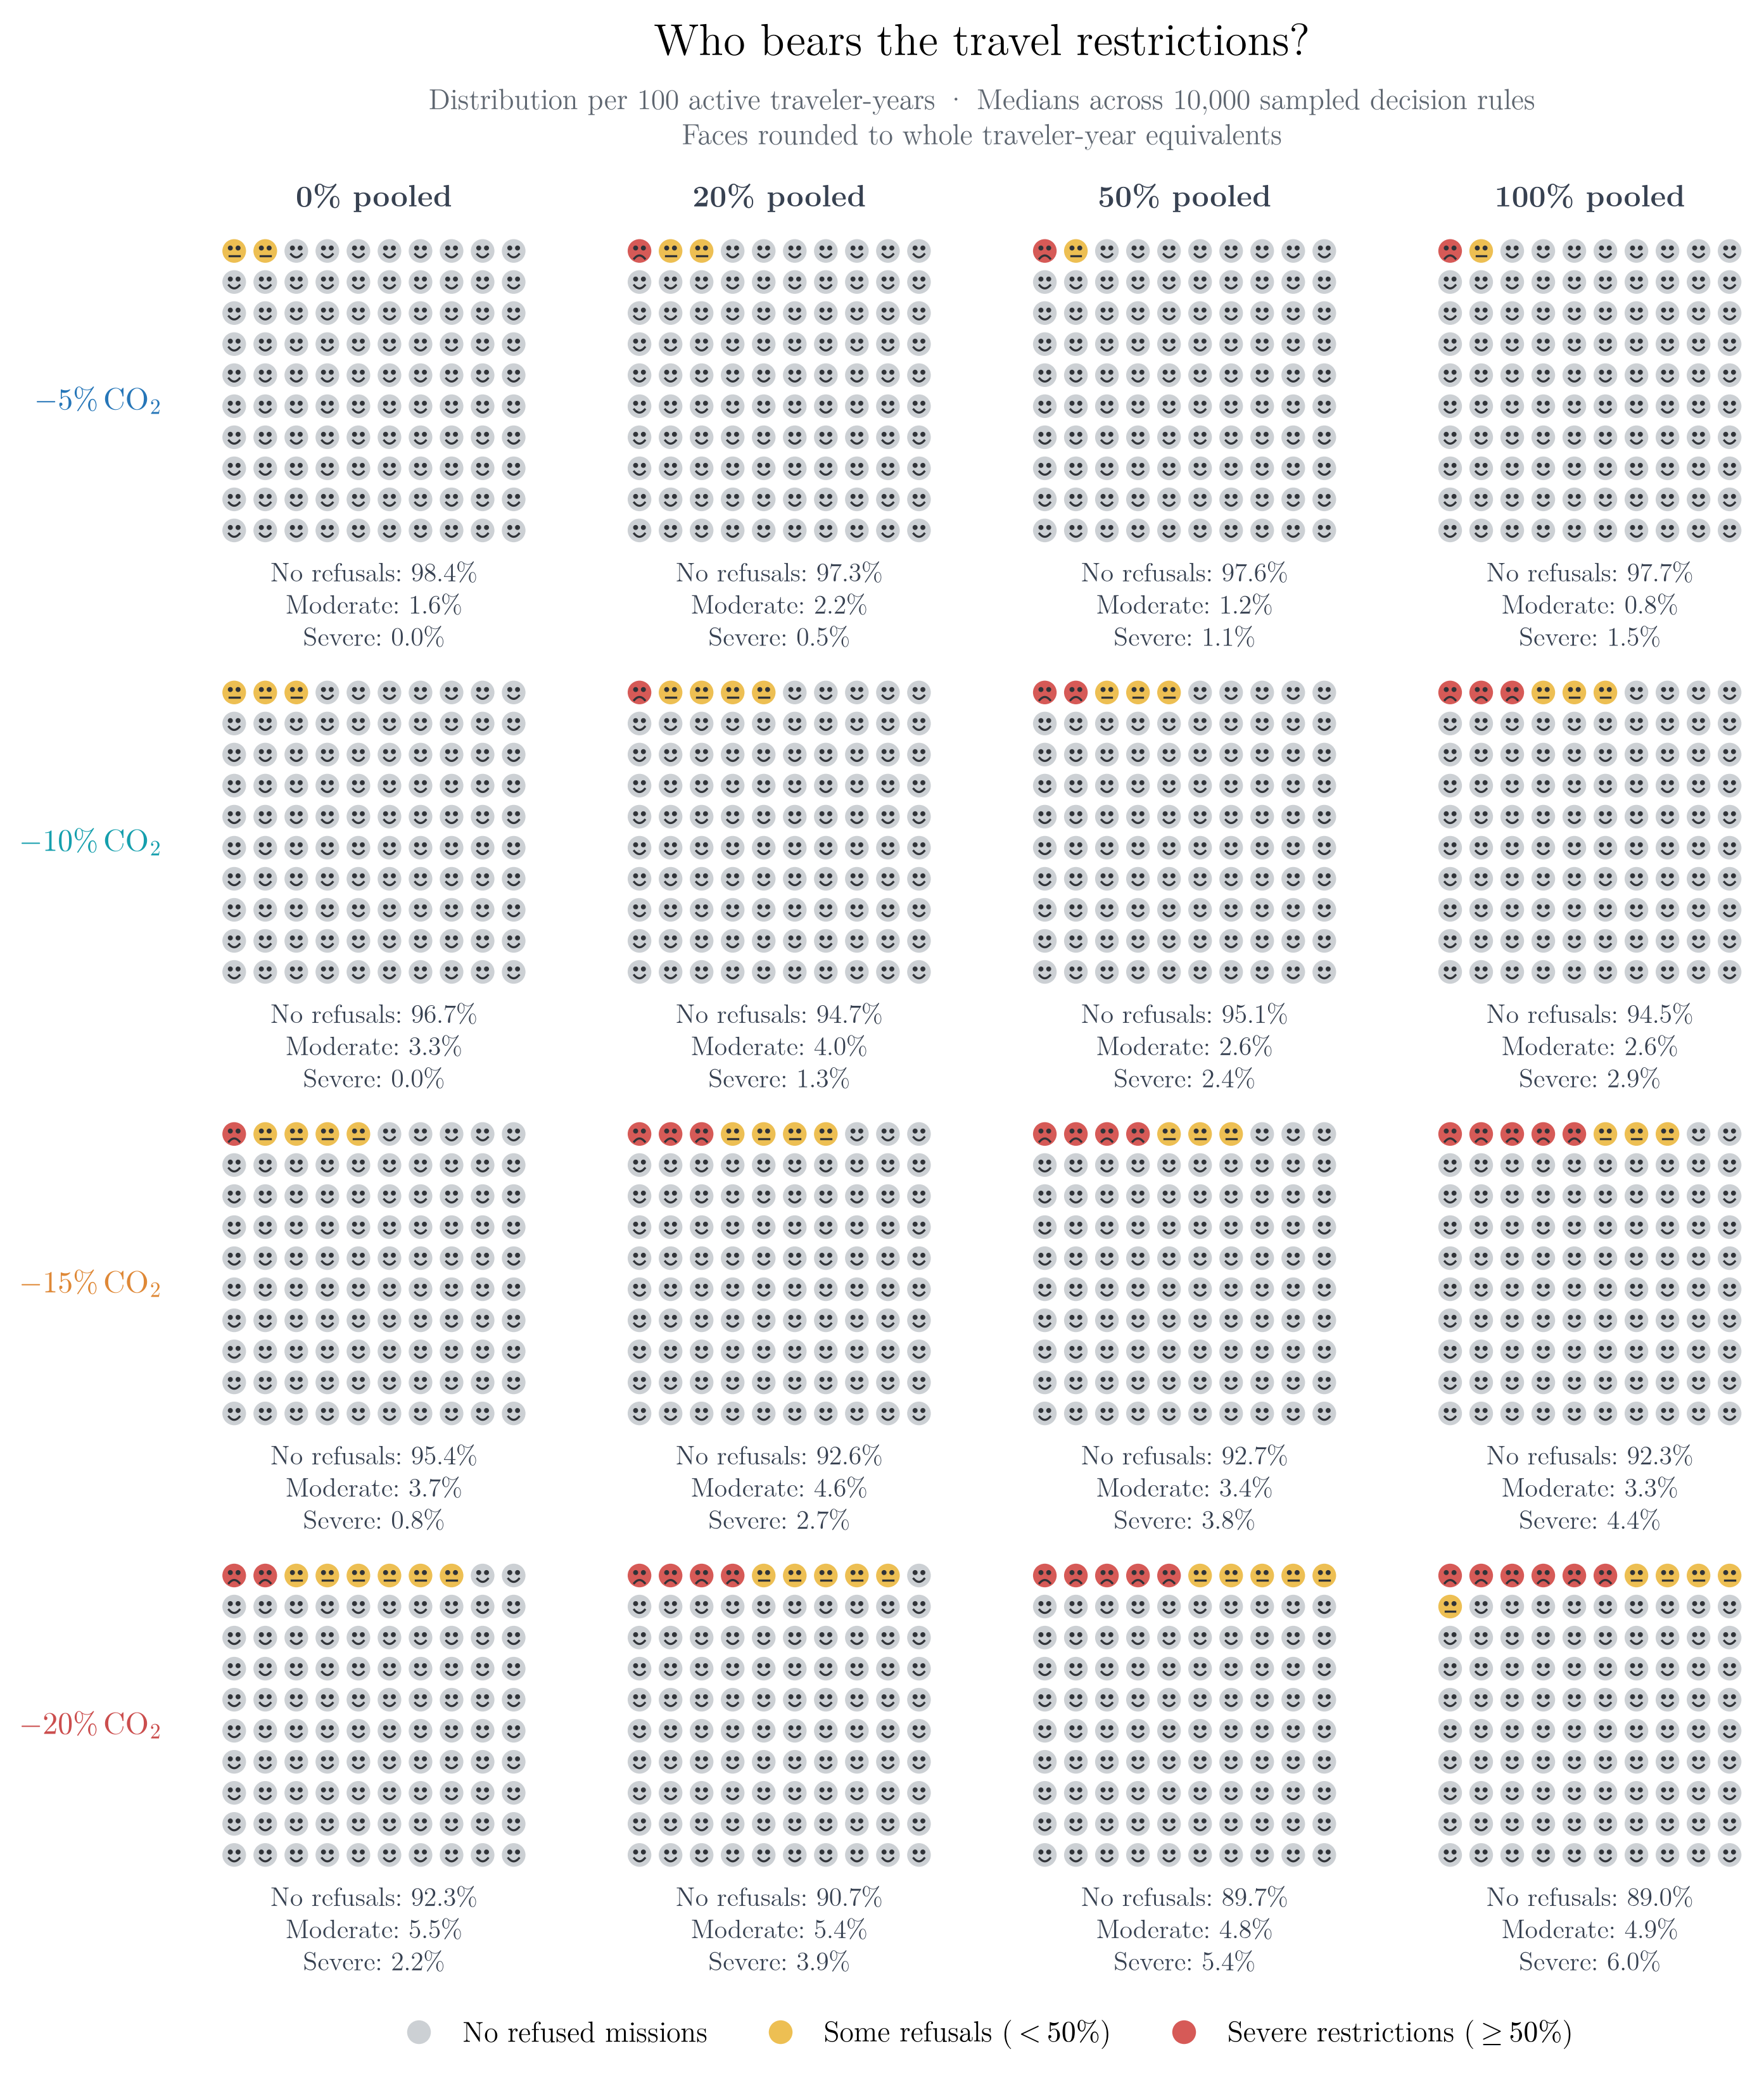 Who bears the travel restrictions?
Distribution per 100 active traveler-years · Medians across 10,000 sampled decision rules
Faces rounded to whole traveler-year equivalents
0% pooled
20% pooled
50% pooled
100% pooled
−5% CO₂
No refusals: 98.4%
Moderate: 1.6%
Severe: 0.0%
No refusals: 97.3%
Moderate: 2.2%
Severe: 0.5%
No refusals: 97.6%
Moderate: 1.2%
Severe: 1.1%
No refusals: 97.7%
Moderate: 0.8%
Severe: 1.5%
−10% CO₂
No refusals: 96.7%
Moderate: 3.3%
Severe: 0.0%
No refusals: 94.7%
Moderate: 4.0%
Severe: 1.3%
No refusals: 95.1%
Moderate: 2.6%
Severe: 2.4%
No refusals: 94.5%
Moderate: 2.6%
Severe: 2.9%
−15% CO₂
No refusals: 95.4%
Moderate: 3.7%
Severe: 0.8%
No refusals: 92.6%
Moderate: 4.6%
Severe: 2.7%
No refusals: 92.7%
Moderate: 3.4%
Severe: 3.8%
No refusals: 92.3%
Moderate: 3.3%
Severe: 4.4%
−20% CO₂
No refusals: 92.3%
Moderate: 5.5%
Severe: 2.2%
No refusals: 90.7%
Moderate: 5.4%
Severe: 3.9%
No refusals: 89.7%
Moderate: 4.8%
Severe: 5.4%
No refusals: 89.0%
Moderate: 4.9%
Severe: 6.0%
No refused missions
Some refusals (< 50%)
Severe restrictions (≥ 50%)